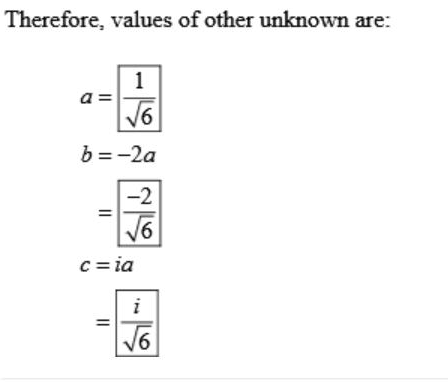 Therefore, values of other unknown are:
a = 1/√6
b = −2a
= −2/√6
c = ia
= i/√6